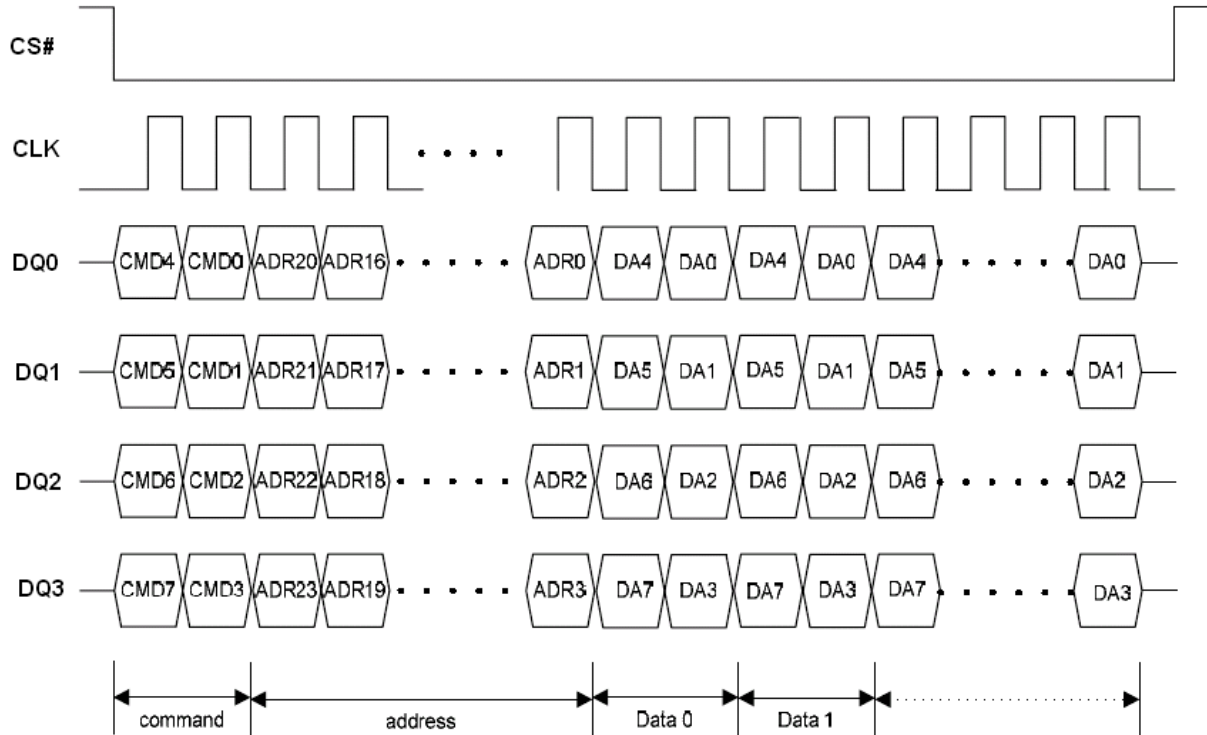 CS#
CLK
DQ0 CMD4 CMD0 ADR20 ADR16 ADR0 DA4 DA0 DA4 DA0 DA4 DA0
DQ1 CMD5 CMD1 ADR21 ADR17 ADR1 DA5 DA1 DA5 DA1 DA5 DA1
DQ2 CMD6 CMD2 ADR22 ADR18 ADR2 DA6 DA2 DA6 DA2 DA6 DA2
DQ3 CMD7 CMD3 ADR23 ADR19 ADR3 DA7 DA3 DA7 DA3 DA7 DA3
command address Data 0 Data 1